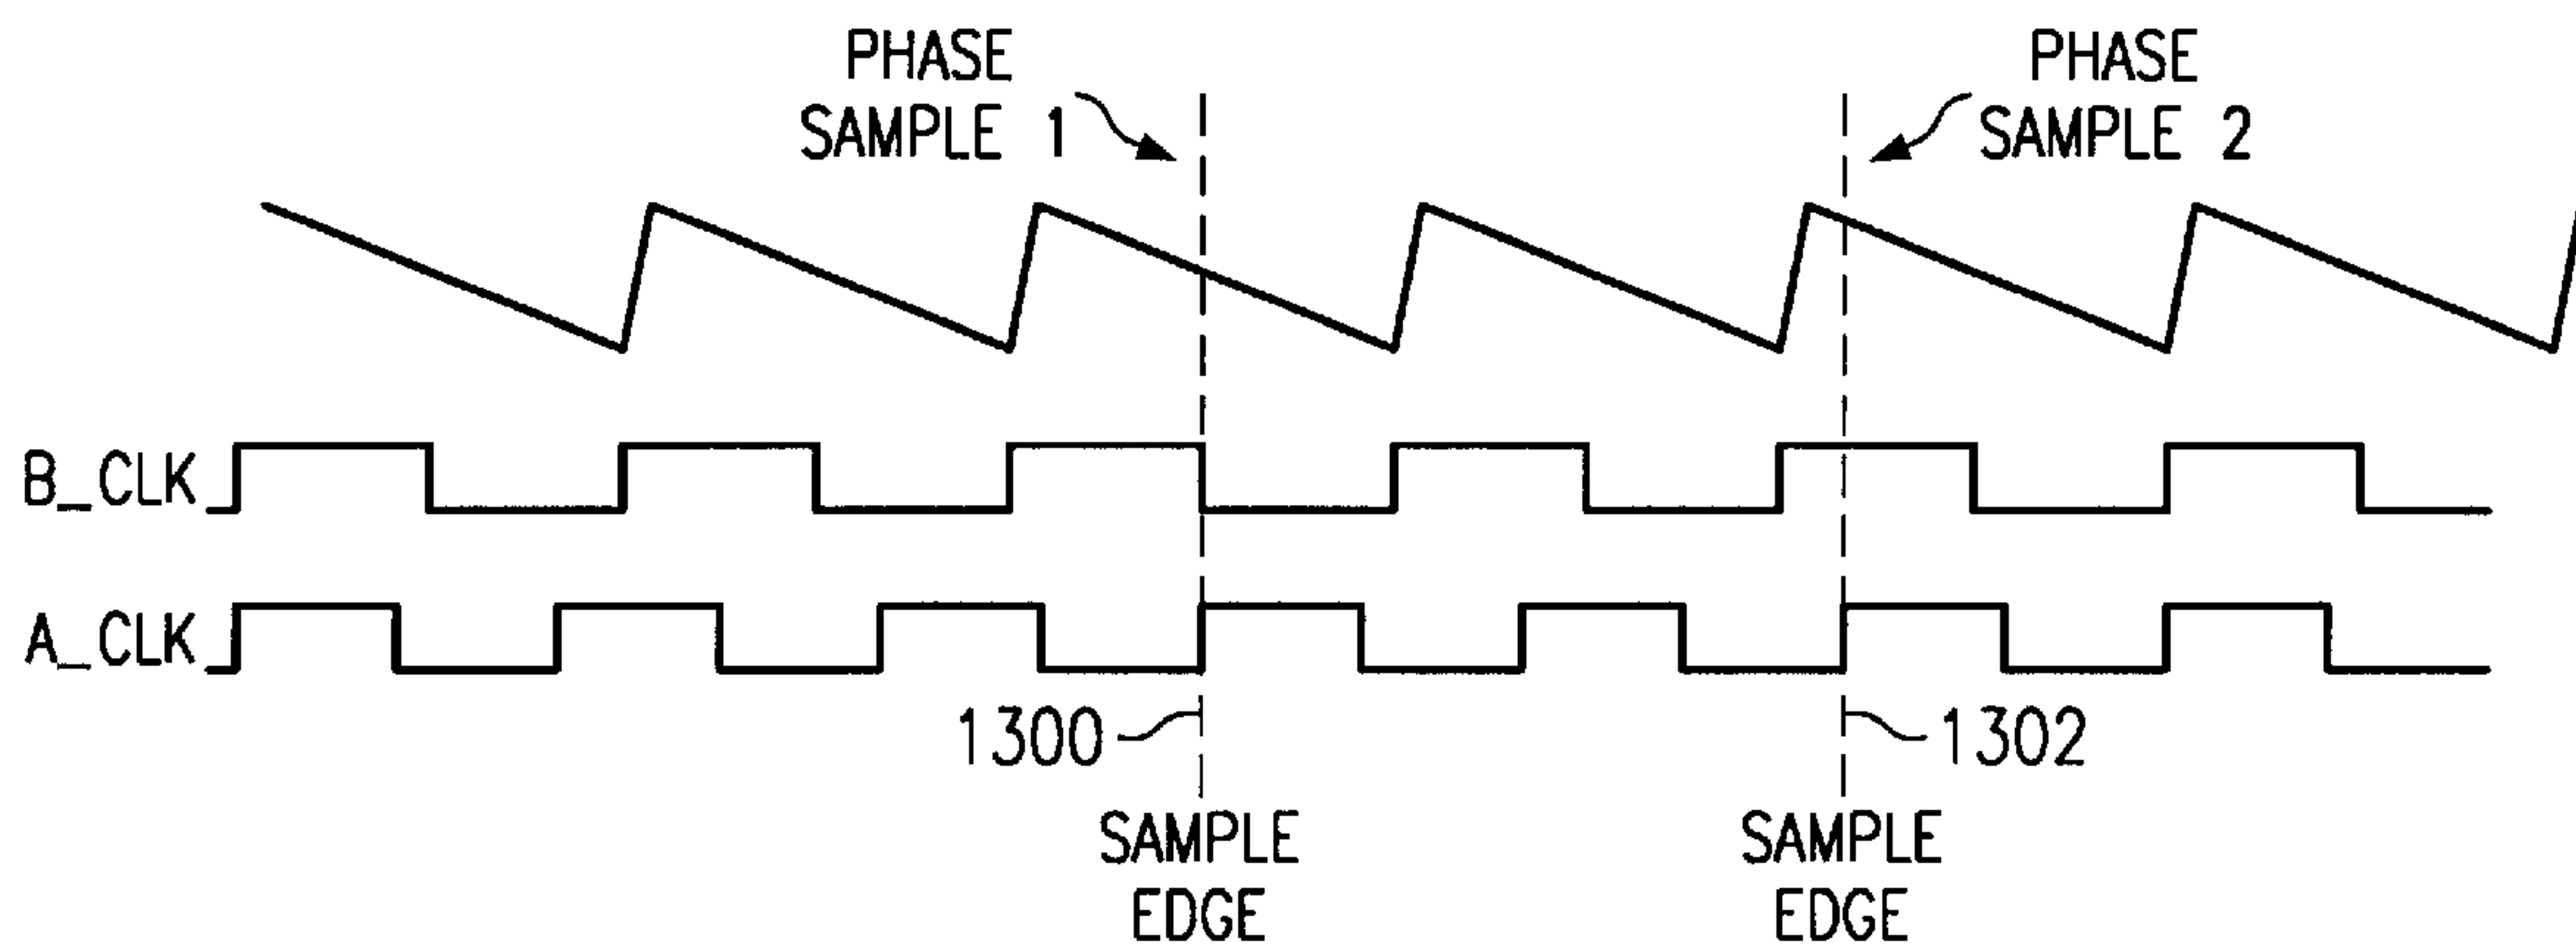 PHASE
SAMPLE 1
PHASE
SAMPLE 2
B_CLK
A_CLK
1300
1302
SAMPLE
EDGE
SAMPLE
EDGE